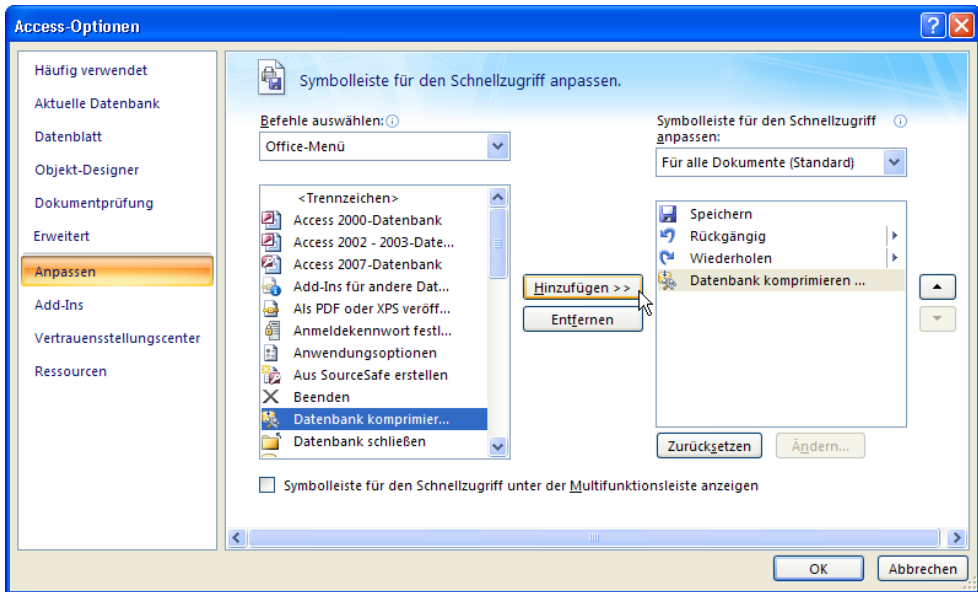 Access-Optionen
Häufig verwendet
Aktuelle Datenbank
Datenblatt
Objekt-Designer
Dokumentprüfung
Erweitert
Anpassen
Add-Ins
Vertrauensstellungscenter
Ressourcen
Symbolleiste für den Schnellzugriff anpassen.
Befehle auswählen:
Office-Menü
<Trennzeichen>
Access 2000-Datenbank
Access 2002 - 2003-Date...
Access 2007-Datenbank
Add-Ins für andere Dat...
Als PDF oder XPS veröff...
Anmeldekennwort festl...
Anwendungsoptionen
Aus SourceSafe erstellen
Beenden
Datenbank komprimier...
Datenbank schließen
Hinzufügen >>
Entfernen
Symbolleiste für den Schnellzugriff
anpassen:
Für alle Dokumente (Standard)
Speichern
Rückgängig
Wiederholen
Datenbank komprimieren ...
Zurücksetzen
Ändern...
Symbolleiste für den Schnellzugriff unter der Multifunktionsleiste anzeigen
OK
Abbrechen